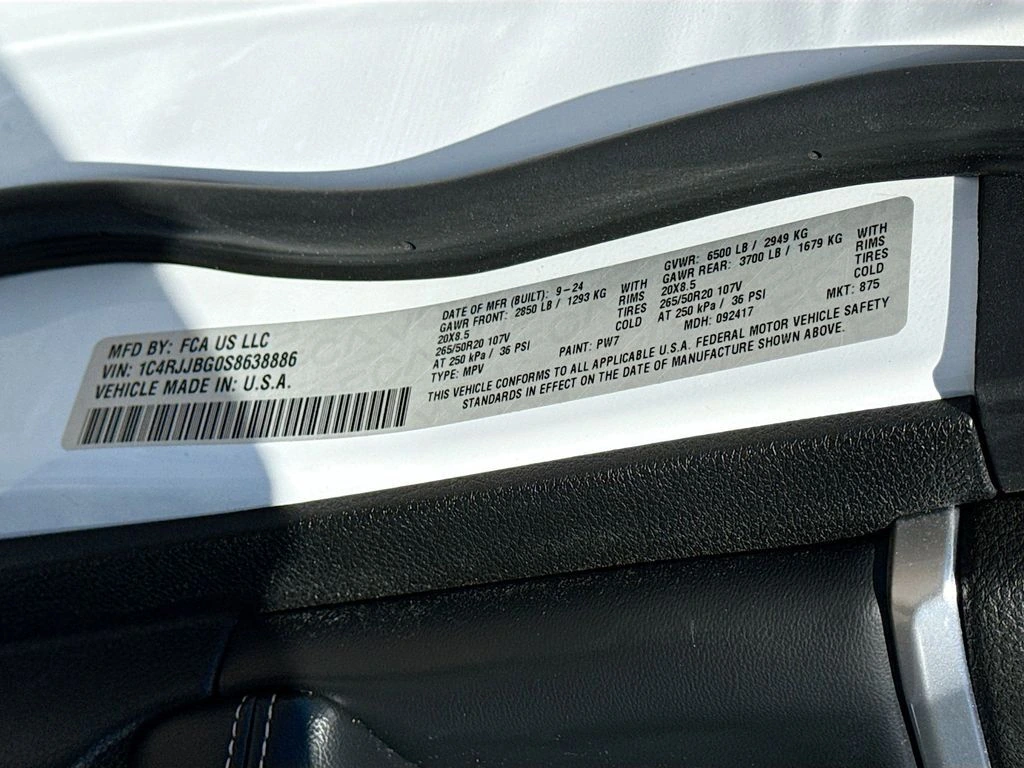 MFD BY: FCA US LLC
VIN: 1C4RJJBG0S8638886
VEHICLE MADE IN: U.S.A.
DATE OF MFR (BUILT): 9-24
GAWR FRONT: 2850 LB / 1293 KG WITH
20X8.5 RIMS
265/50R20 107V TIRES
AT 250 kPa / 36 PSI COLD
TYPE: MPV PAINT: PW7
GVWR: 6500 LB / 2949 KG
GAWR REAR: 3700 LB / 1679 KG WITH
20X8.5 RIMS
265/50R20 107V TIRES
AT 250 kPa / 36 PSI COLD
MDH: 092417 MKT: 875
THIS VEHICLE CONFORMS TO ALL APPLICABLE U.S.A. FEDERAL MOTOR VEHICLE SAFETY
STANDARDS IN EFFECT ON THE DATE OF MANUFACTURE SHOWN ABOVE.